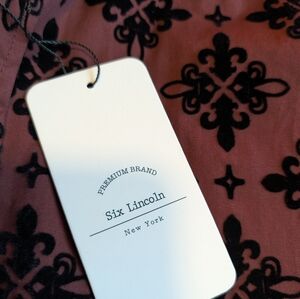 PREMIUM BRAND
Six Lincoln
New York